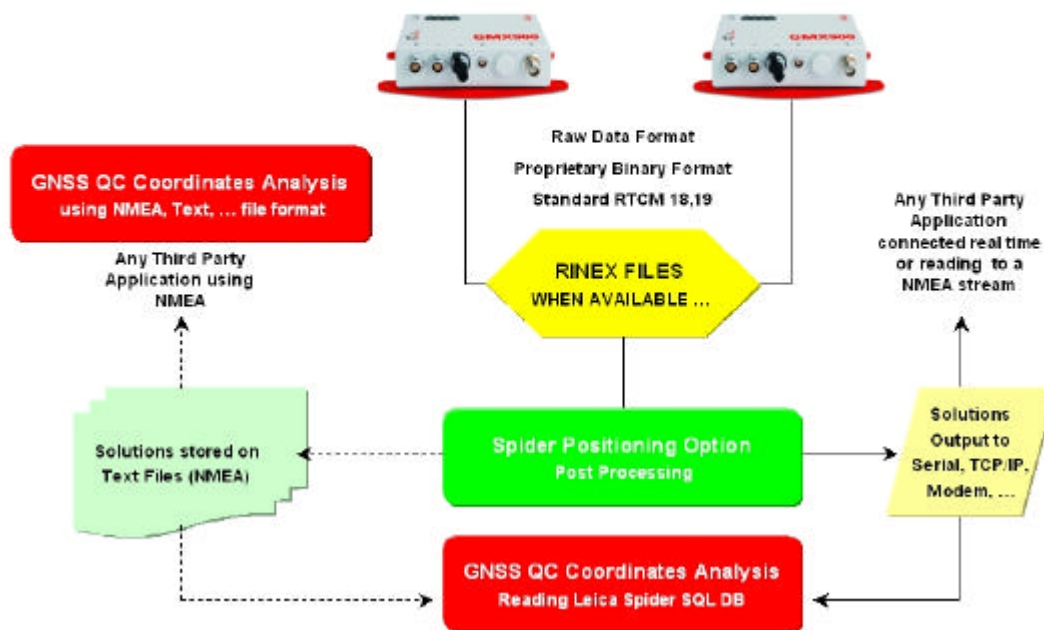 GMX900
GMX900
Raw Data Format
Proprietary Binary Format
Standard RTCM 18,19
GNSS QC Coordinates Analysis
using NMEA, Text, ... file format
Any Third Party
Application using
NMEA
RINEX FILES
WHEN AVAILABLE ...
Any Third Party
Application
connected real time
or reading to a
NMEA stream
Solutions stored on
Text Files (NMEA)
Spider Positioning Option
Post Processing
Solutions
Output to
Serial, TCP/IP,
Modem, ...
GNSS QC Coordinates Analysis
Reading Leica Spider SQL DB